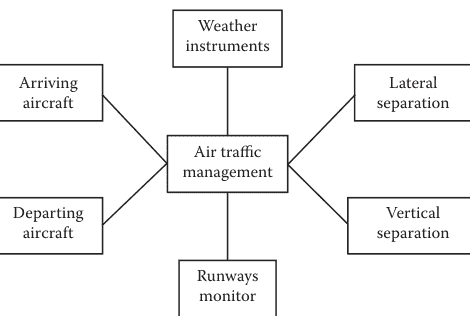 Weather
instruments
Arriving
aircraft
Lateral
separation
Air traffic
management
Departing
aircraft
Vertical
separation
Runways
monitor